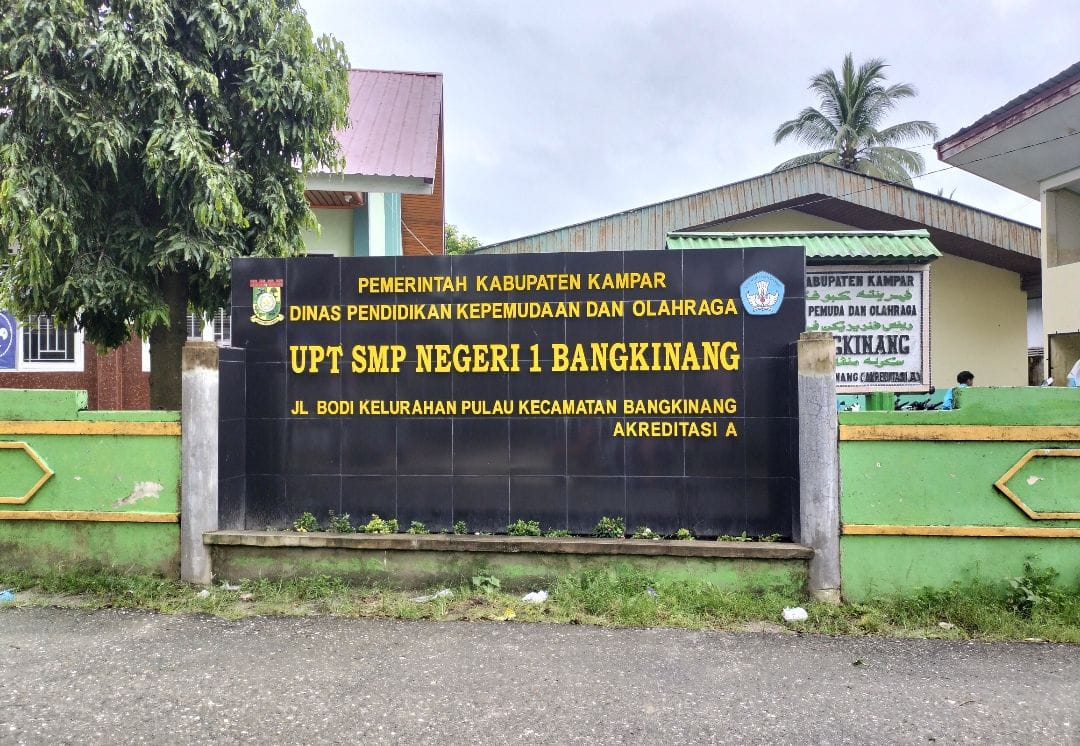 PEMERINTAH KABUPATEN KAMPAR
DINAS PENDIDIKAN KEPEMUDAAN DAN OLAHRAGA
UPT SMP NEGERI 1 BANGKINANG
JL BODI KELURAHAN PULAU KECAMATAN BANGKINANG
AKREDITASI A
KABUPATEN KAMPAR
PEMUDA DAN OLAHRAGA